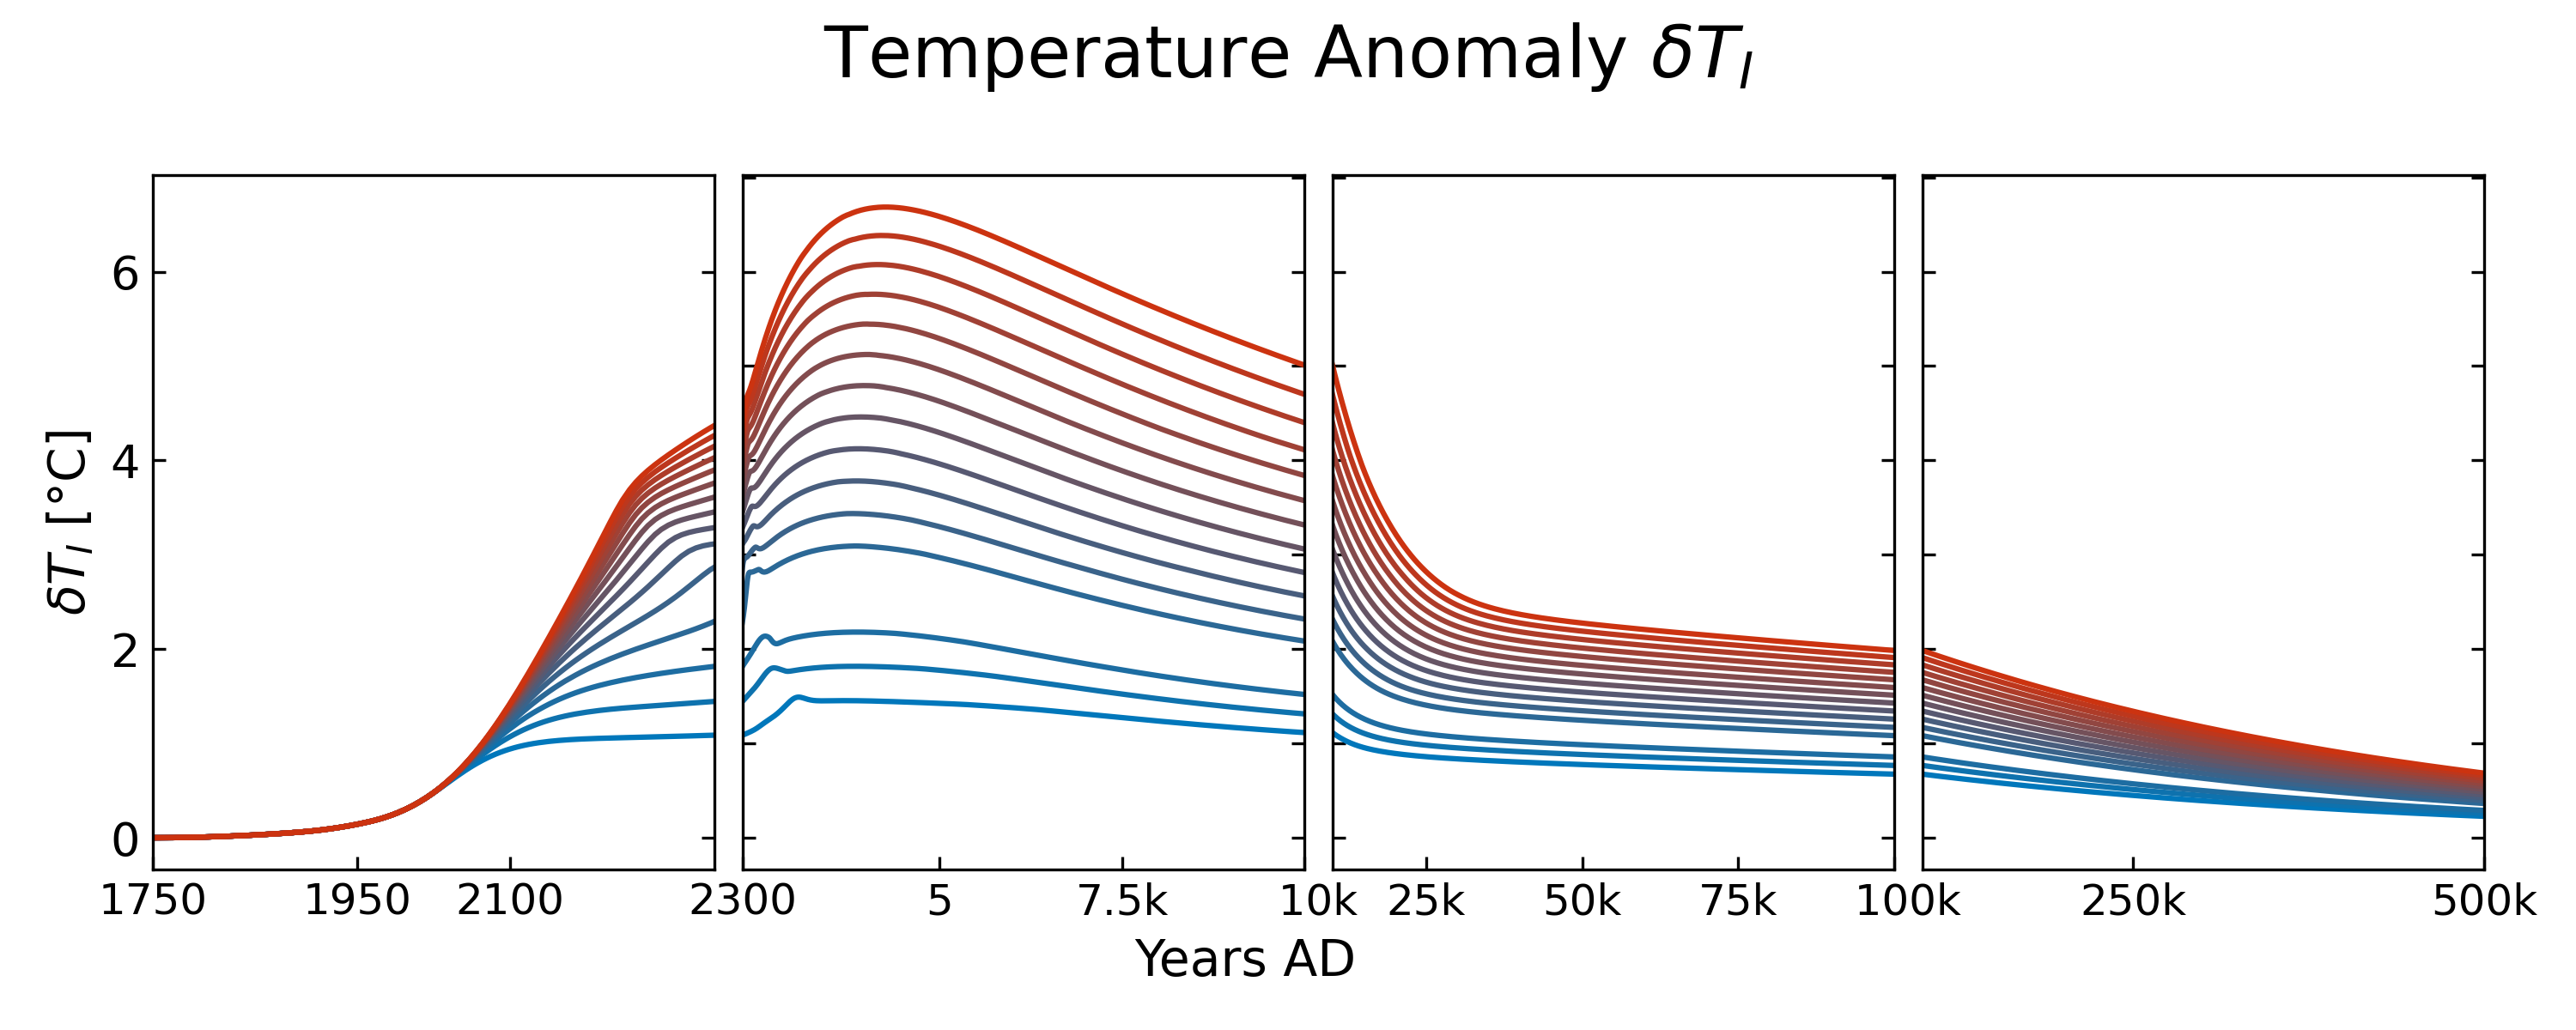 Temperature Anomaly δT_I
δT_I [°C]
6
4
2
0
1750 1950 2100 2300 5 7.5k 10k 25k 50k 75k 100k 250k 500k
Years AD